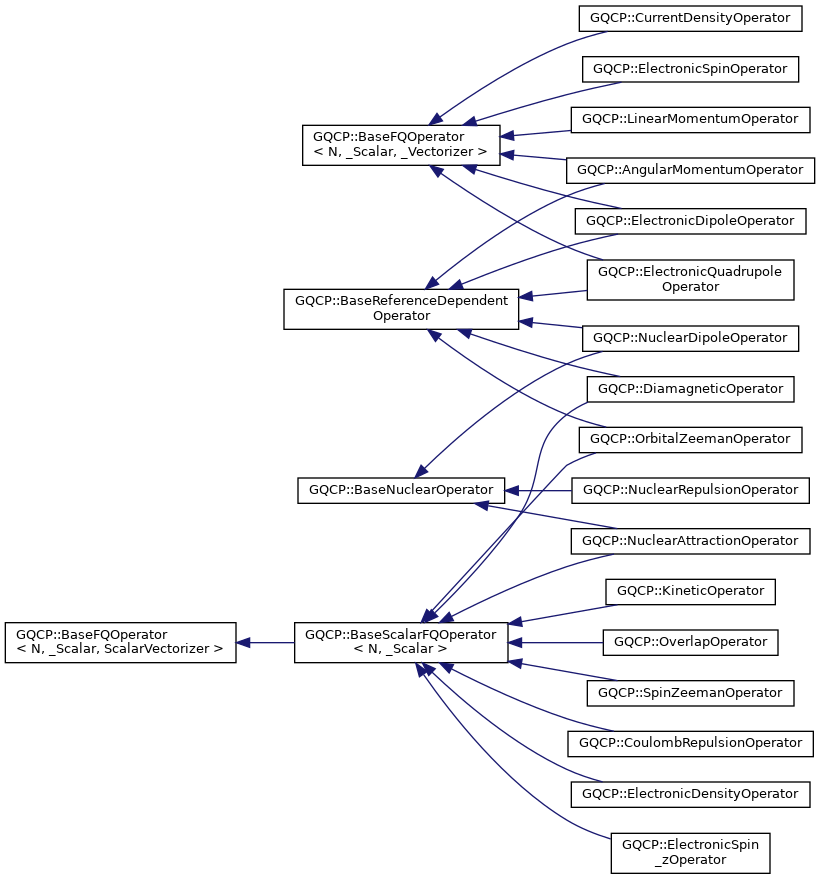 GQCP::CurrentDensityOperator
GQCP::ElectronicSpinOperator
GQCP::LinearMomentumOperator
GQCP::BaseFQOperator
< N, _Scalar, _Vectorizer >
GQCP::AngularMomentumOperator
GQCP::ElectronicDipoleOperator
GQCP::ElectronicQuadrupole
Operator
GQCP::BaseReferenceDependent
Operator
GQCP::NuclearDipoleOperator
GQCP::DiamagneticOperator
GQCP::OrbitalZeemanOperator
GQCP::BaseNuclearOperator
GQCP::NuclearRepulsionOperator
GQCP::NuclearAttractionOperator
GQCP::KineticOperator
GQCP::BaseFQOperator
< N, _Scalar, ScalarVectorizer >
GQCP::BaseScalarFQOperator
< N, _Scalar >
GQCP::OverlapOperator
GQCP::SpinZeemanOperator
GQCP::CoulombRepulsionOperator
GQCP::ElectronicDensityOperator
GQCP::ElectronicSpin
_zOperator